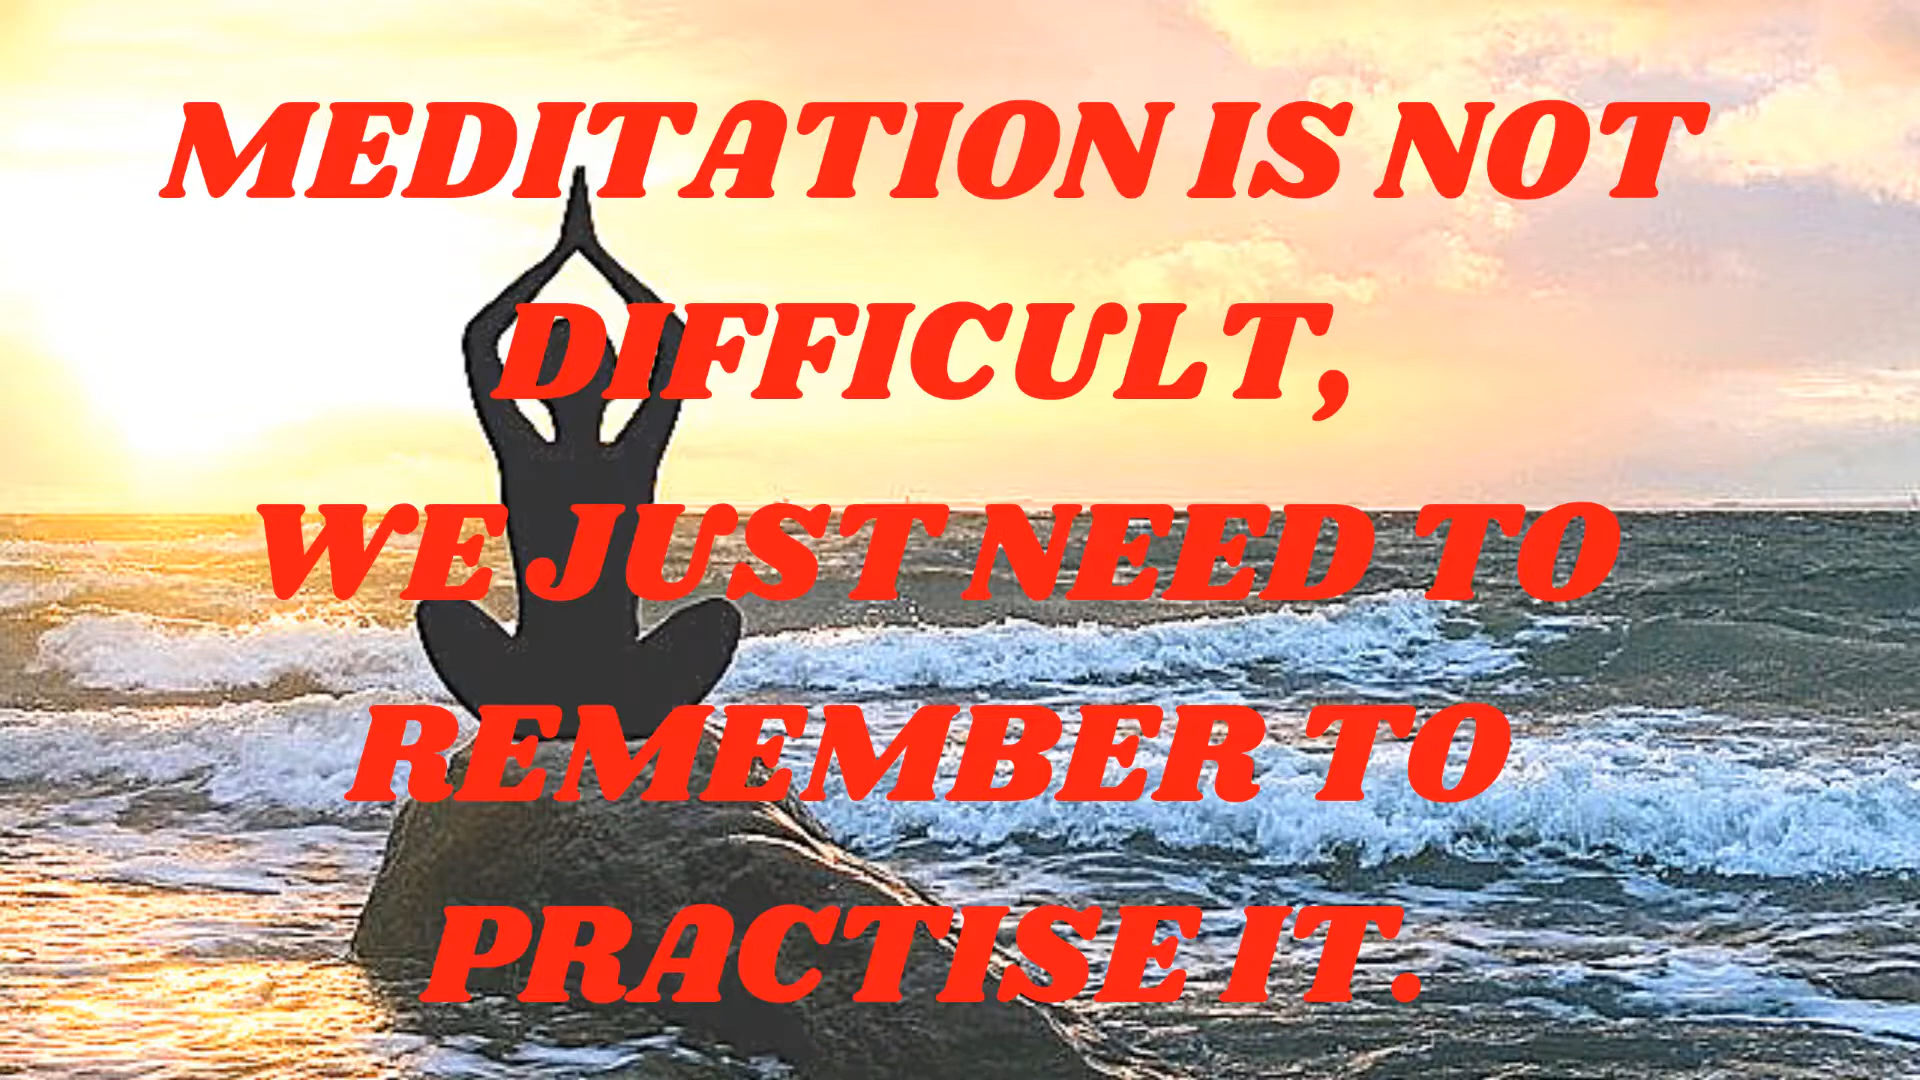 MEDITATION IS NOT
DIFFICULT,
WE JUST NEED TO
REMEMBER TO
PRACTISE IT.